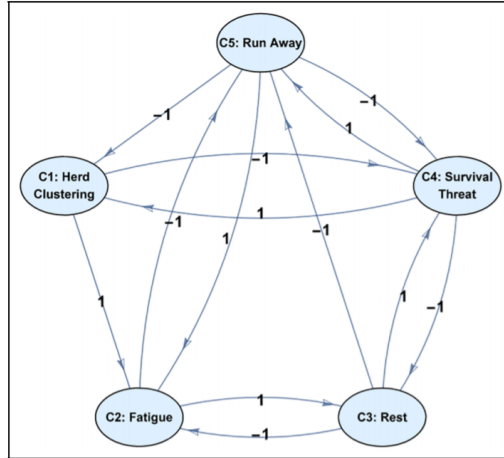 C5: Run Away
−1
−1
1
C1: Herd
Clustering
−1
C4: Survival
Threat
1
−1
1
−1
1
1
−1
C2: Fatigue
1
C3: Rest
−1